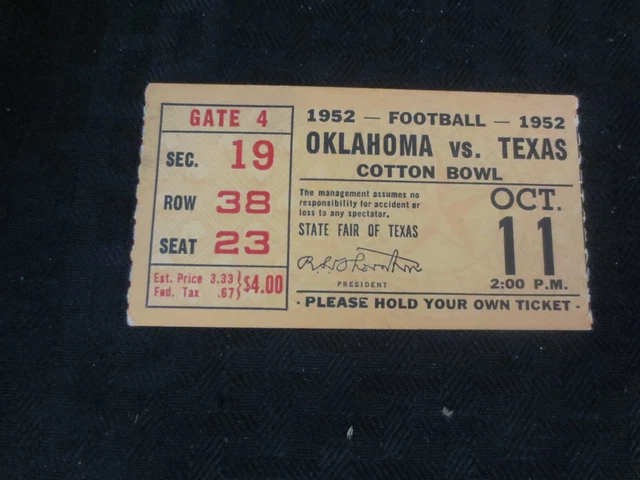 GATE 4
SEC. 19
ROW 38
SEAT 23
Est. Price 3.33
Fed. Tax .67
$4.00
1952 — FOOTBALL — 1952
OKLAHOMA vs. TEXAS
COTTON BOWL
The management assumes no
responsibility for accident or
loss to any spectator.
STATE FAIR OF TEXAS
PRESIDENT
OCT.
11
2:00 P.M.
· PLEASE HOLD YOUR OWN TICKET ·